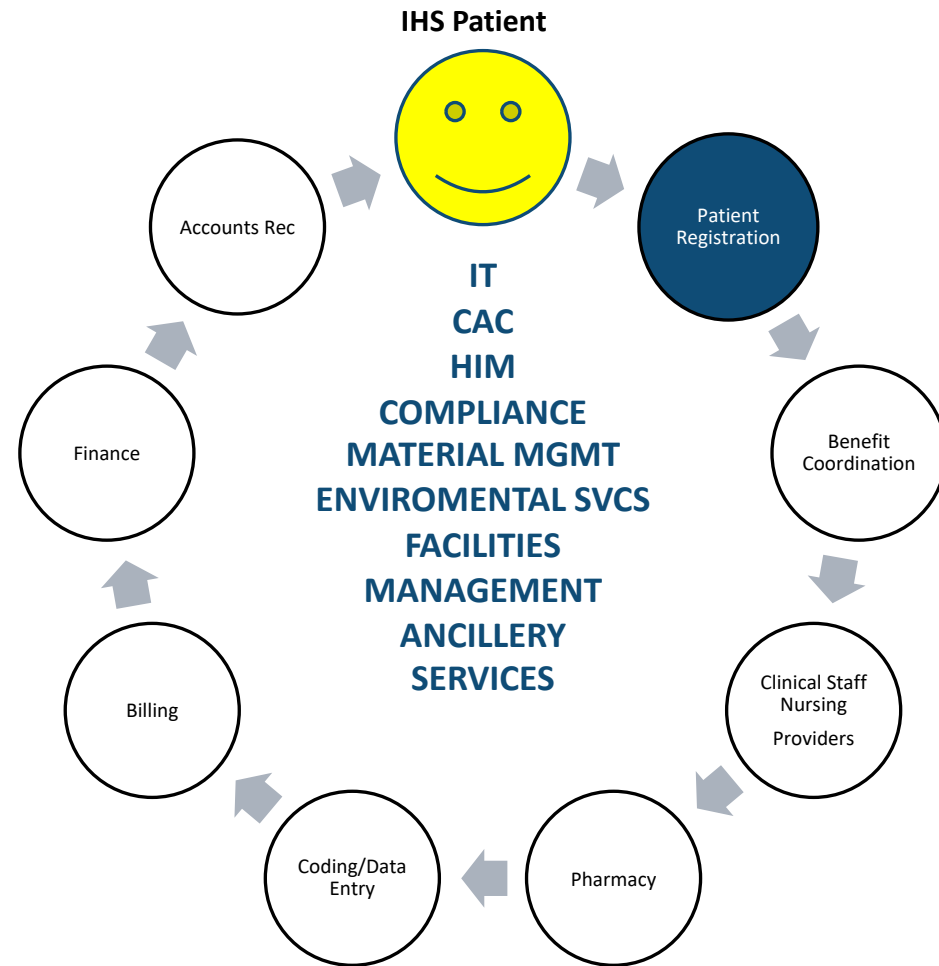 IHS Patient
Patient
Registration
Benefit
Coordination
Clinical Staff
Nursing
Providers
Pharmacy
Coding/Data
Entry
Billing
Finance
Accounts Rec
IT
CAC
HIM
COMPLIANCE
MATERIAL MGMT
ENVIROMENTAL SVCS
FACILITIES
MANAGEMENT
ANCILLERY
SERVICES